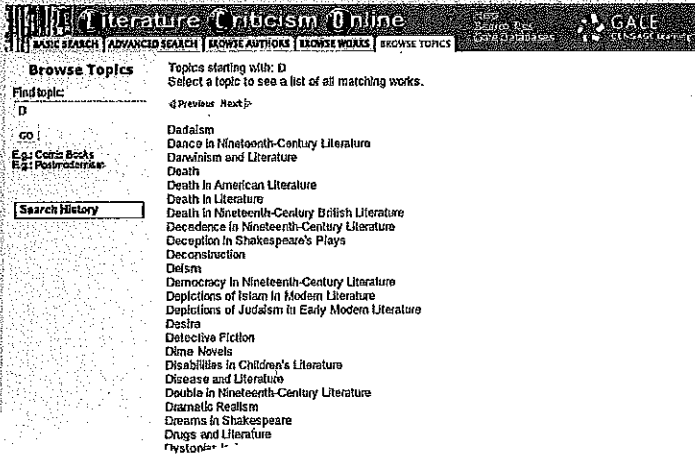 Literature Criticism Online
GALE
CENGAGE Learning
BASIC SEARCH ADVANCED SEARCH BROWSE AUTHORS BROWSE WORKS BROWSE TOPICS
Browse Topics
Find topic:
D
GO
E.g.: Comic Books
E.g.: Postmodernism
Search History
Topics starting with: D
Select a topic to see a list of all matching works.
Previous Next
Dadaism
Dance in Nineteenth-Century Literature
Darwinism and Literature
Death
Death in American Literature
Death in Literature
Death in Nineteenth-Century British Literature
Decadence in Nineteenth-Century Literature
Deception in Shakespeare's Plays
Deconstruction
Deism
Democracy in Nineteenth-Century Literature
Depictions of Islam in Modern Literature
Depictions of Judaism in Early Modern Literature
Desire
Detective Fiction
Dime Novels
Disabilities in Children's Literature
Disease and Literature
Double in Nineteenth-Century Literature
Dramatic Realism
Dreams in Shakespeare
Drugs and Literature